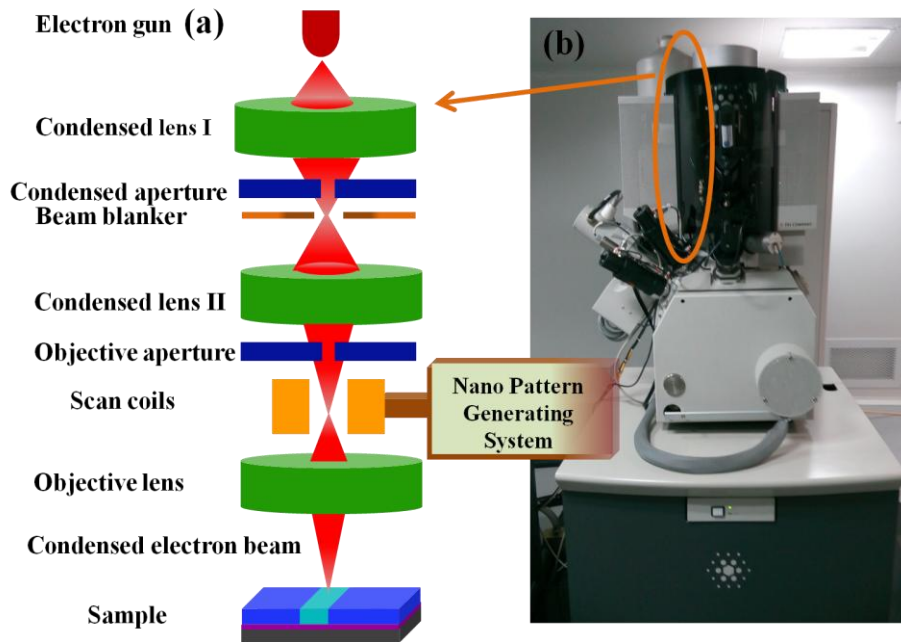 Electron gun
(a)
Condensed lens I
Condensed aperture
Beam blanker
Condensed lens II
Objective aperture
Scan coils
Nano Pattern
Generating
System
Objective lens
Condensed electron beam
Sample
(b)